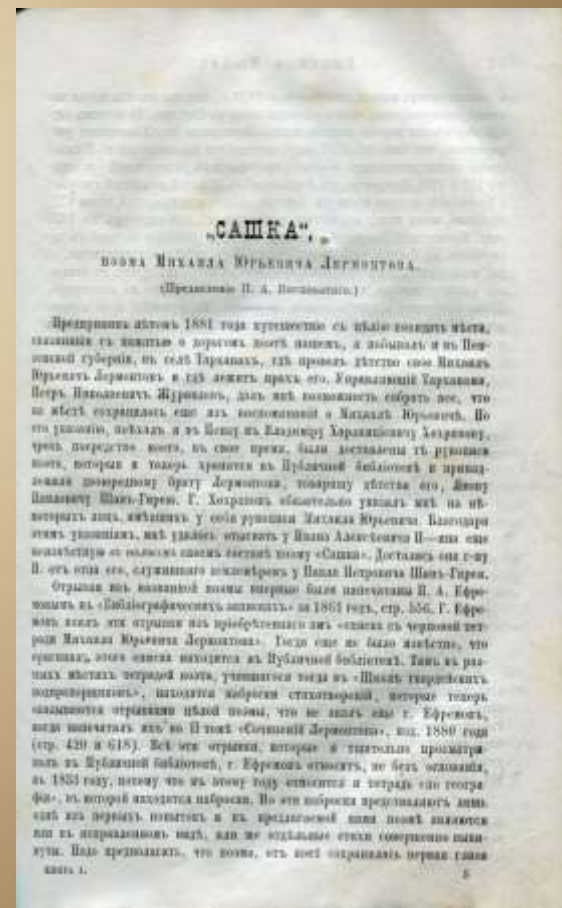 „САШКА“,
ПОЭМА МИХАИЛА ЮРЬЕВИЧА ЛЕРМОНТОВА.
(Предисловіе П. А. Висковатаго.)
Предпринявъ лѣтомъ 1881 года путешествіе съ цѣлію посѣтить мѣста,
связанныя съ памятью о дорогомъ поэтѣ нашемъ, я побывалъ и въ Пен-
зенской губерніи, въ селѣ Тарханахъ, гдѣ провелъ дѣтство свое Михаилъ
Юрьевичъ Лермонтовъ и гдѣ лежитъ прахъ его. Управляющій Тарханами,
Петръ Николаевичъ Журавлевъ, далъ мнѣ возможность собрать все, что
на мѣстѣ сохранилось еще изъ воспоминаній о Михаилѣ Юрьевичѣ. По
его указанію, поѣхалъ я въ Пензу къ Владиміру Харлампіевичу Хохрякову,
чрезъ посредство коего, въ свое время, были доставлены тѣ рукописи
поэта, которыя и теперь хранятся въ Публичной библіотекѣ и принад-
лежали двоюродному брату Лермонтова, товарищу дѣтства его, Акиму
Павловичу Шанъ-Гирею. Г. Хохряковъ обязательно указалъ мнѣ на нѣ-
которыхъ лицъ, имѣвшихъ у себя рукописи Михаила Юрьевича. Благодаря
этимъ указаніямъ, мнѣ удалось отыскать у Ивана Алексѣевича П—ина еще
неизвѣстную въ полномъ своемъ составѣ поэму «Сашка». Досталась она г-ну
П. отъ отца его, служившаго землемѣромъ у Павла Петровича Шанъ-Гирея.
Отрывки изъ названной поэмы впервые были напечатаны П. А. Ефре-
мовымъ въ «Библіографическихъ запискахъ» за 1861 годъ, стр. 556. Г. Ефре-
мовъ взялъ эти отрывки изъ пріобрѣтеннаго имъ «списка съ черновой тет-
ради Михаила Юрьевича Лермонтова». Тогда еще не было извѣстно, что
оригиналъ этого списка находится въ Публичной библіотекѣ. Тамъ въ раз-
ныхъ мѣстахъ тетрадей поэта, учившагося тогда въ «Школѣ гвардейскихъ
подпрапорщиковъ», находятся наброски стихотвореній, которые теперь
оказываются отрывками цѣлой поэмы, что не зналъ еще г. Ефремовъ,
когда напечаталъ ихъ во II томѣ «Сочиненій Лермонтова», изд. 1880 года
(стр. 420 и 618). Всѣ эти отрывки, которые я тщательно просматри-
валъ въ Публичной библіотекѣ, г. Ефремовъ относитъ, не безъ основанія,
къ 1833 году, потому что къ этому году относится и тетрадь «по геогра-
фіи», въ которой находятся наброски. Но эти наброски представляютъ лишь
одна изъ первыхъ попытокъ и въ предлагаемой нами поэмѣ являются
или въ исправленномъ видѣ, или же отдѣльные стихи совершенно выки-
нуты. Надо предполагать, что поэма, отъ коей сохранилась первая глава
КНИГА 1.
5